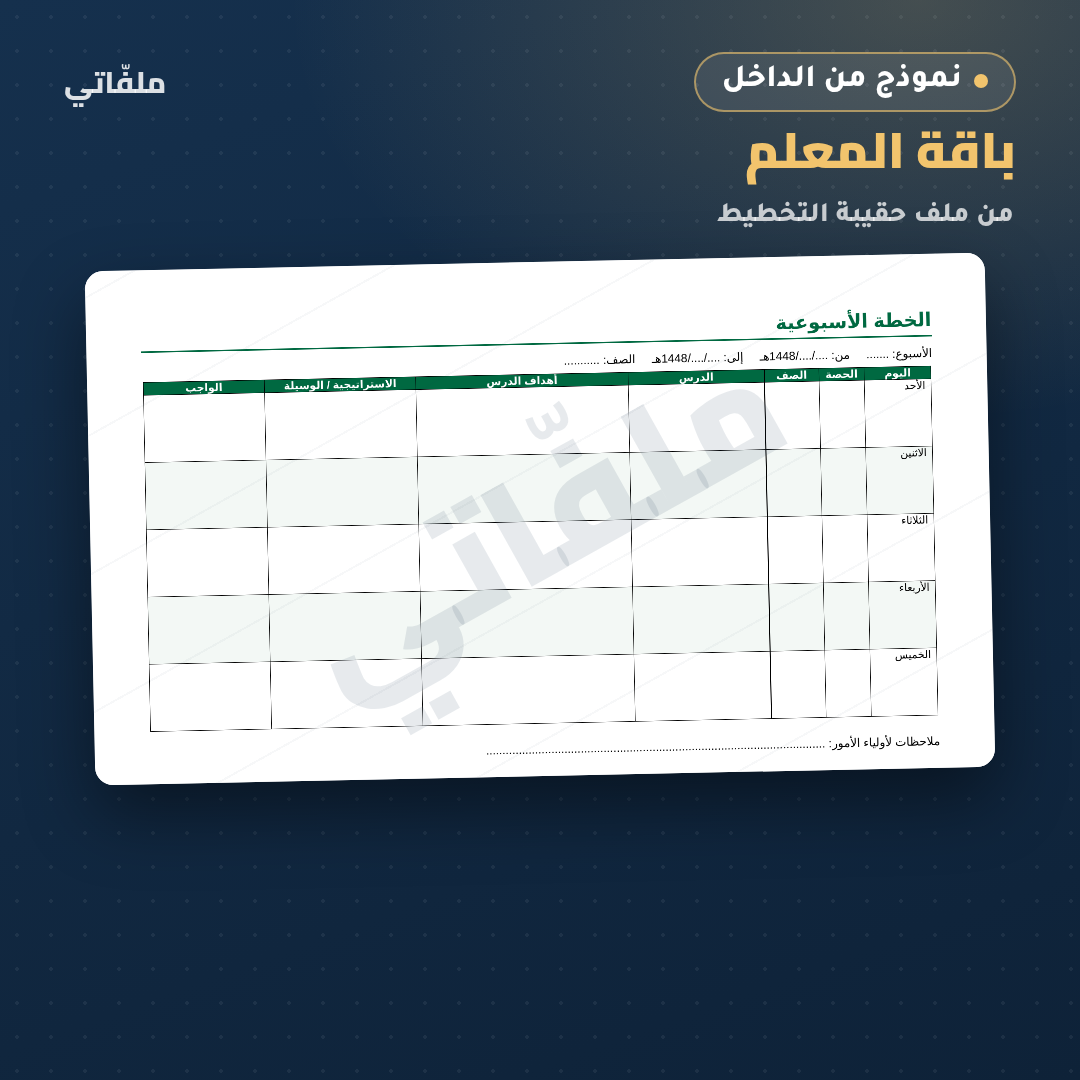 نموذج من الداخل
ملفّاتي
باقة المعلم
من ملف حقيبة التخطيط
الخطة الأسبوعية
الأسبوع: ....... من: ..../..../1448هـ إلى: ..../..../1448هـ الصف: ...........
اليوم الحصة الصف الدرس أهداف الدرس الاستراتيجية / الوسيلة الواجب
الأحد
الاثنين
الثلاثاء
الأربعاء
الخميس
ملفّاتي
ملاحظات لأولياء الأمور: ........................................................................................................